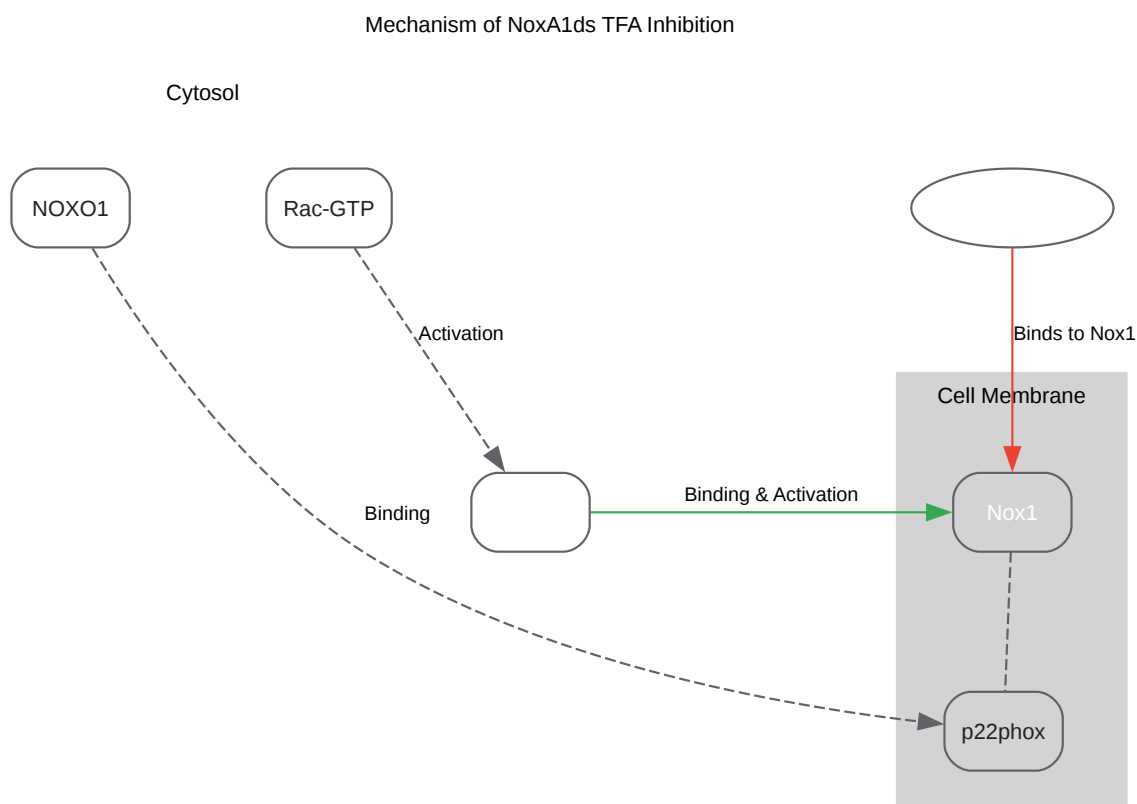 Mechanism of NoxA1ds TFA Inhibition
Cytosol
NOXO1
Rac-GTP
Activation
Binds to Nox1
Cell Membrane
Binding & Activation
Binding
Nox1
p22phox